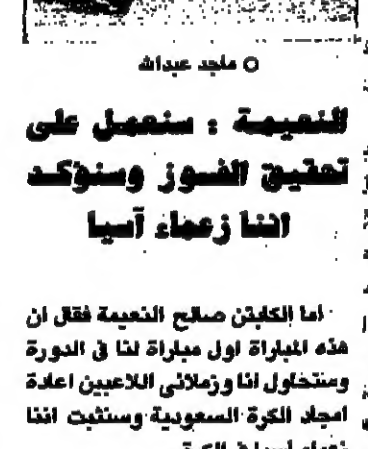 ماجد عبدالله
النعيمة : سنعمل على
تحقيق الفوز وسنؤكد
اننا زعماء آسيا
اما الكابتن صالح النعيمة فقال ان
هذه المباراة اول مباراة لنا في الدورة
وسنحاول انا وزملائي اللاعبين اعادة
امجاد الكرة السعودية وسنثبت اننا